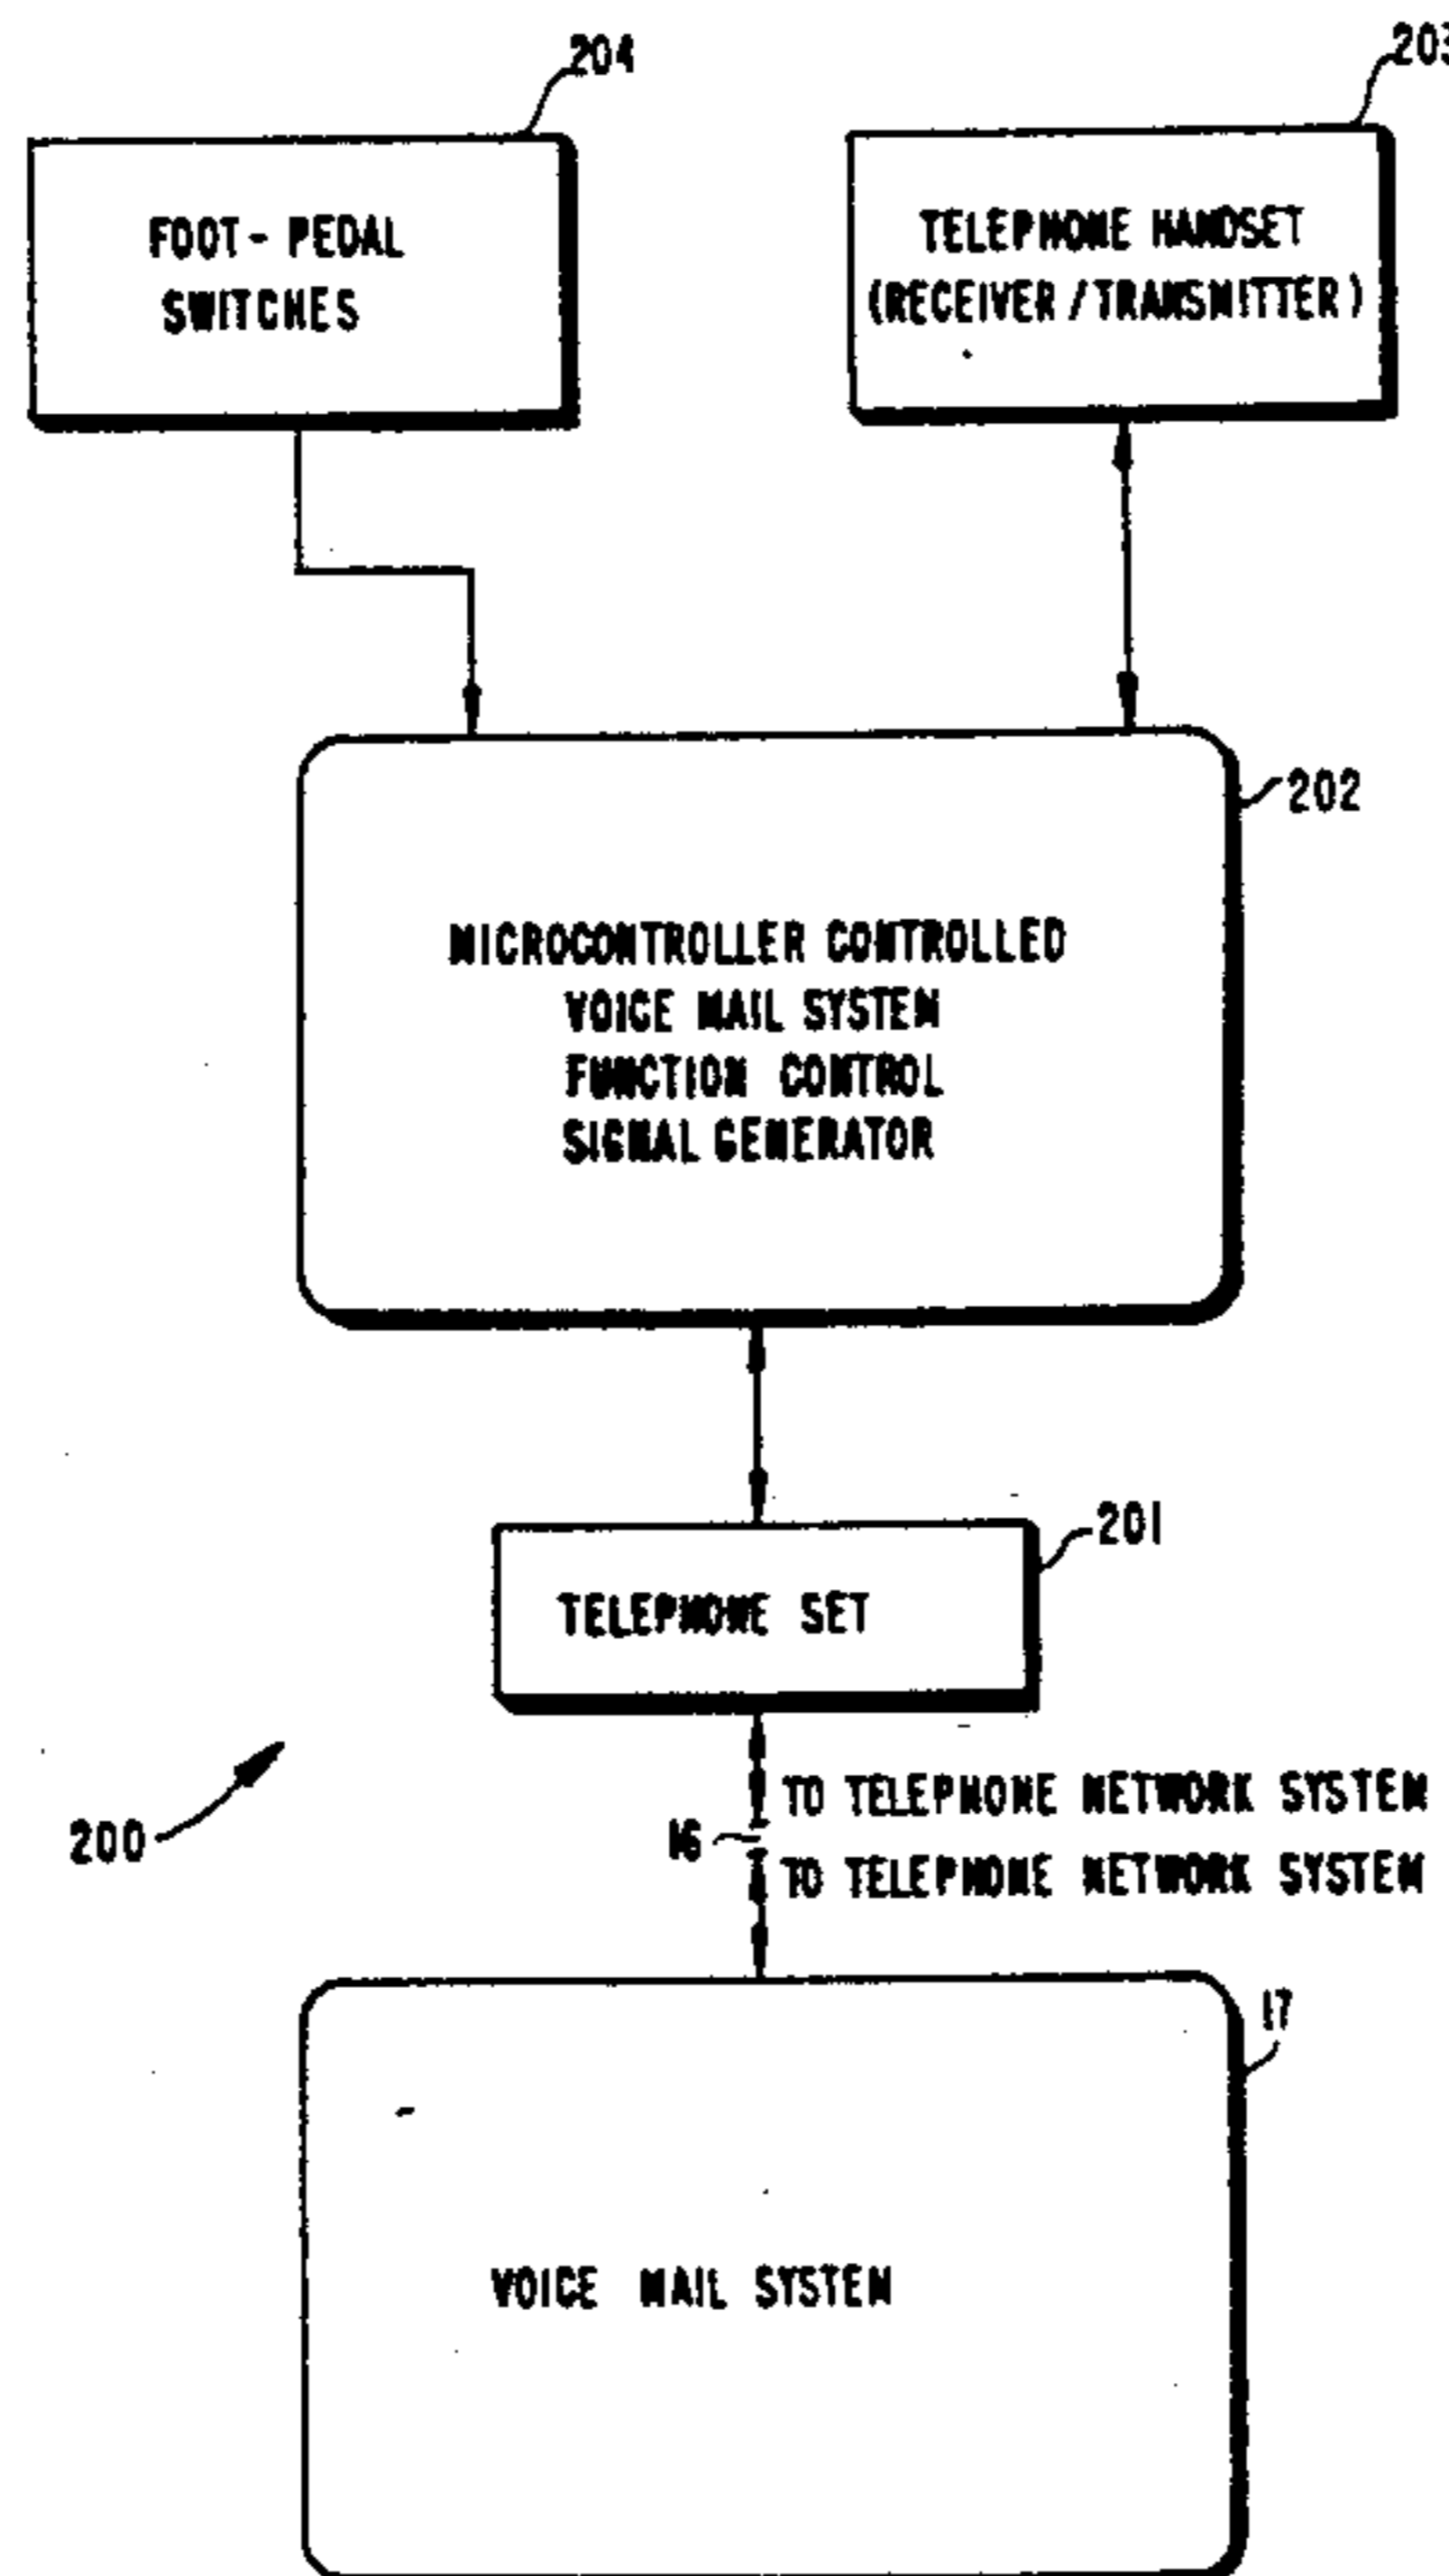 204
203
FOOT - PEDAL
SWITCHES
TELEPHONE HANDSET
(RECEIVER / TRANSMITTER)
202
MICROCONTROLLER CONTROLLED
VOICE MAIL SYSTEM
FUNCTION CONTROL
SIGNAL GENERATOR
201
TELEPHONE SET
200
TO TELEPHONE NETWORK SYSTEM
16
TO TELEPHONE NETWORK SYSTEM
17
VOICE MAIL SYSTEM